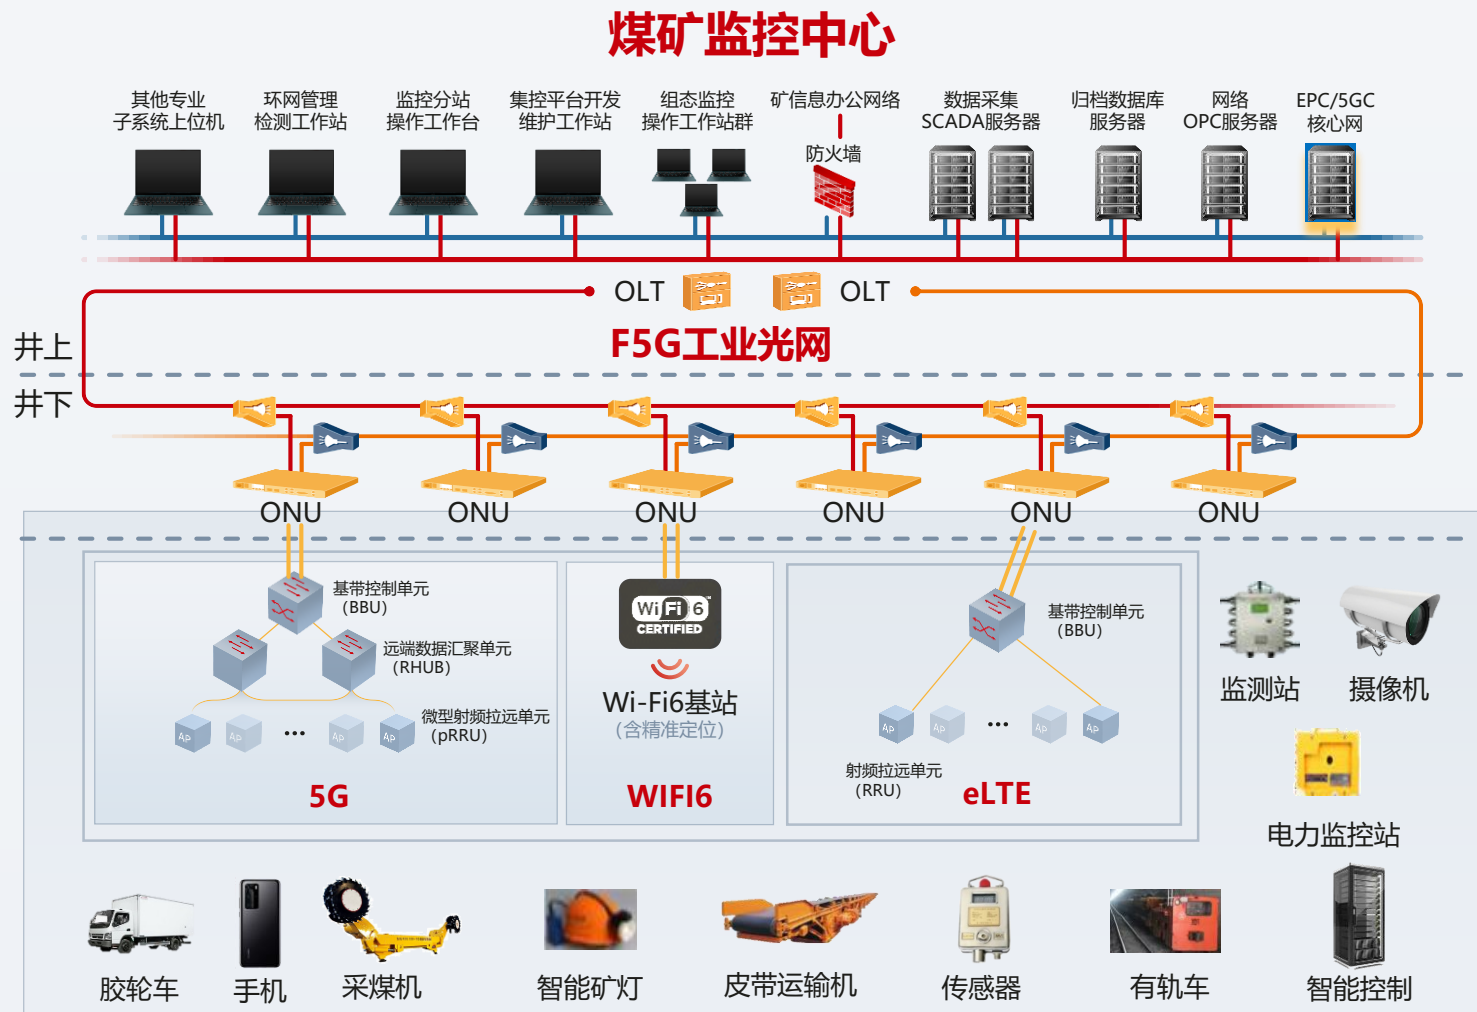 煤矿监控中心
其他专业
子系统上位机
环网管理
检测工作站
监控分站
操作工作台
集控平台开发
维护工作站
组态监控
操作工作站群
矿信息办公网络
防火墙
数据采集
SCADA服务器
归档数据库
服务器
网络
OPC服务器
EPC/5GC
核心网
OLT
OLT
F5G工业光网
井上
井下
ONU
ONU
ONU
ONU
ONU
ONU
基带控制单元
（BBU）
远端数据汇聚单元
（RHUB）
微型射频拉远单元
（pRRU）
AP
AP
...
AP
AP
5G
Wi Fi 6
CERTIFIED
Wi-Fi6基站
（含精准定位）
WIFI6
基带控制单元
（BBU）
AP
AP
...
AP
AP
射频拉远单元
（RRU）
eLTE
监测站
摄像机
电力监控站
胶轮车
手机
采煤机
智能矿灯
皮带运输机
传感器
有轨车
智能控制